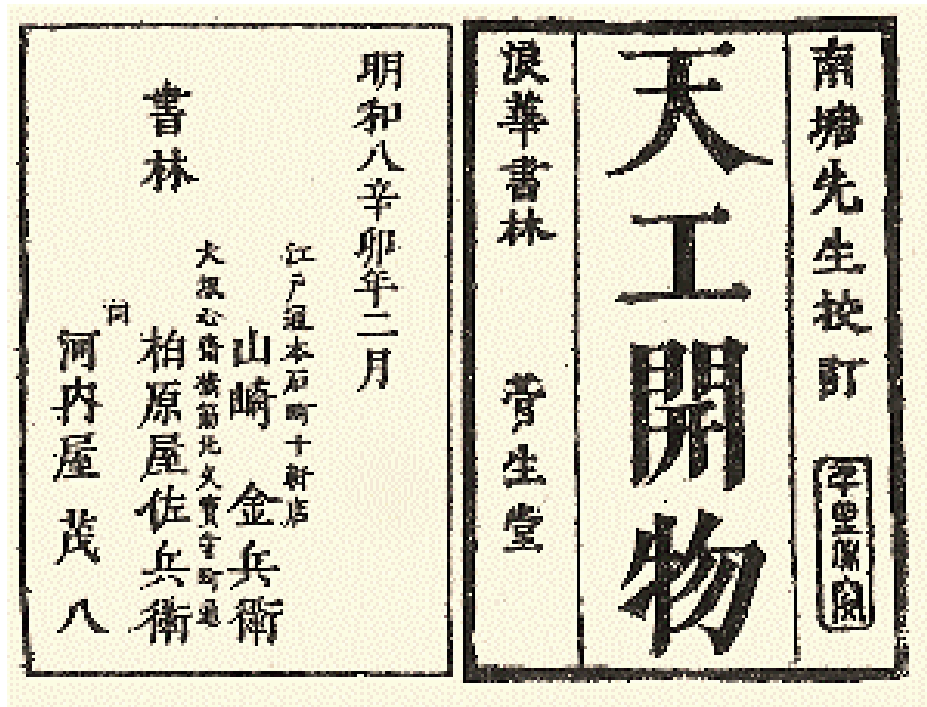 南塘先生校訂
天工開物
浪華書林 菅生堂
明和八辛卯年二月
書林
江戸通本石町十軒店
山崎 金兵衛
大坂心齋橋筋北久寳寺町通
柏原屋佐兵衛
同
河内屋茂八